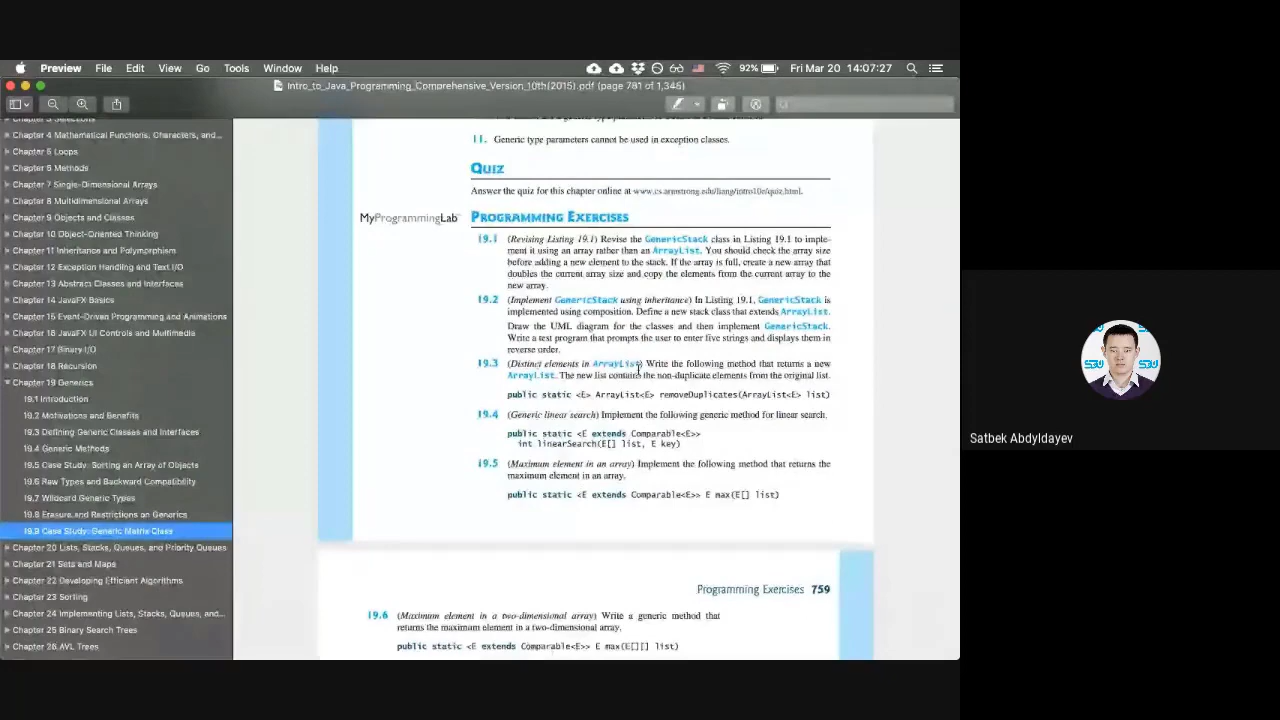 Preview File Edit View Go Tools Window Help 92% Fri Mar 20 14:07:27
Intro_to_Java_Programming_Comprehensive_Version_10th(2015).pdf (page 781 of 1,345)
Chapter 3 Selections
Chapter 4 Mathematical Functions, Characters, and...
Chapter 5 Loops
Chapter 6 Methods
Chapter 7 Single-Dimensional Arrays
Chapter 8 Multidimensional Arrays
Chapter 9 Objects and Classes
Chapter 10 Object-Oriented Thinking
Chapter 11 Inheritance and Polymorphism
Chapter 12 Exception Handling and Text I/O
Chapter 13 Abstract Classes and Interfaces
Chapter 14 JavaFX Basics
Chapter 15 Event-Driven Programming and Animations
Chapter 16 JavaFX UI Controls and Multimedia
Chapter 17 Binary I/O
Chapter 18 Recursion
Chapter 19 Generics
19.1 Introduction
19.2 Motivations and Benefits
19.3 Defining Generic Classes and Interfaces
19.4 Generic Methods
19.5 Case Study: Sorting an Array of Objects
19.6 Raw Types and Backward Compatibility
19.7 Wildcard Generic Types
19.8 Erasure and Restrictions on Generics
19.9 Case Study: Generic Matrix Class
Chapter 20 Lists, Stacks, Queues, and Priority Queues
Chapter 21 Sets and Maps
Chapter 22 Developing Efficient Algorithms
Chapter 23 Sorting
Chapter 24 Implementing Lists, Stacks, Queues, and...
Chapter 25 Binary Search Trees
Chapter 26 AVL Trees
11. Generic type parameters cannot be used in exception classes.
QUIZ
Answer the quiz for this chapter online at www.cs.armstrong.edu/liang/intro10e/quiz.html.
MyProgrammingLab™ PROGRAMMING EXERCISES
19.1 (Revising Listing 19.1) Revise the GenericStack class in Listing 19.1 to imple-
ment it using an array rather than an ArrayList. You should check the array size
before adding a new element to the stack. If the array is full, create a new array that
doubles the current array size and copy the elements from the current array to the
new array.
19.2 (Implement GenericStack using inheritance) In Listing 19.1, GenericStack is
implemented using composition. Define a new stack class that extends ArrayList.
Draw the UML diagram for the classes and then implement GenericStack.
Write a test program that prompts the user to enter five strings and displays them in
reverse order.
19.3 (Distinct elements in ArrayList) Write the following method that returns a new
ArrayList. The new list contains the non-duplicate elements from the original list.
public static <E> ArrayList<E> removeDuplicates(ArrayList<E> list)
19.4 (Generic linear search) Implement the following generic method for linear search.
public static <E extends Comparable<E>>
int linearSearch(E[] list, E key)
19.5 (Maximum element in an array) Implement the following method that returns the
maximum element in an array.
public static <E extends Comparable<E>> E max(E[] list)
Programming Exercises 759
19.6 (Maximum element in a two-dimensional array) Write a generic method that
returns the maximum element in a two-dimensional array.
public static <E extends Comparable<E>> E max(E[][] list)
Satbek Abdyldayev